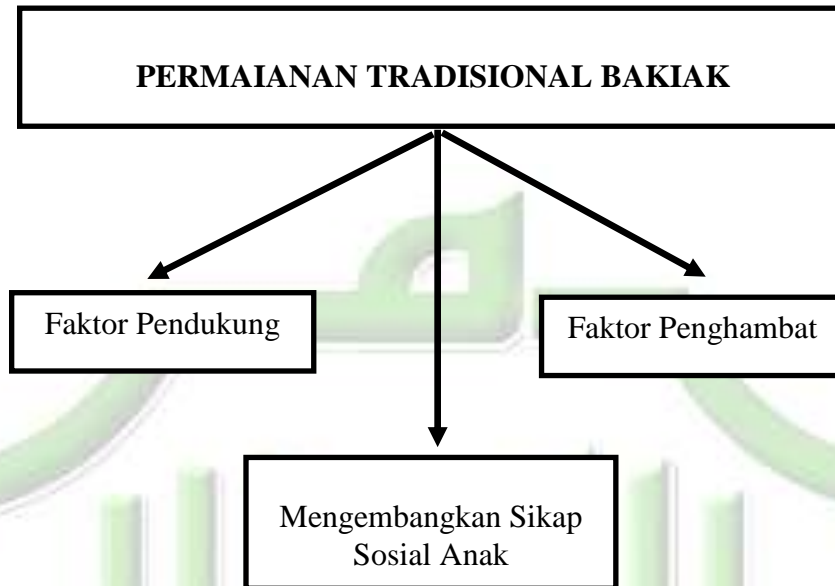 PERMAIANAN TRADISIONAL BAKIAK
Faktor Pendukung
Faktor Penghambat
Mengembangkan Sikap
Sosial Anak